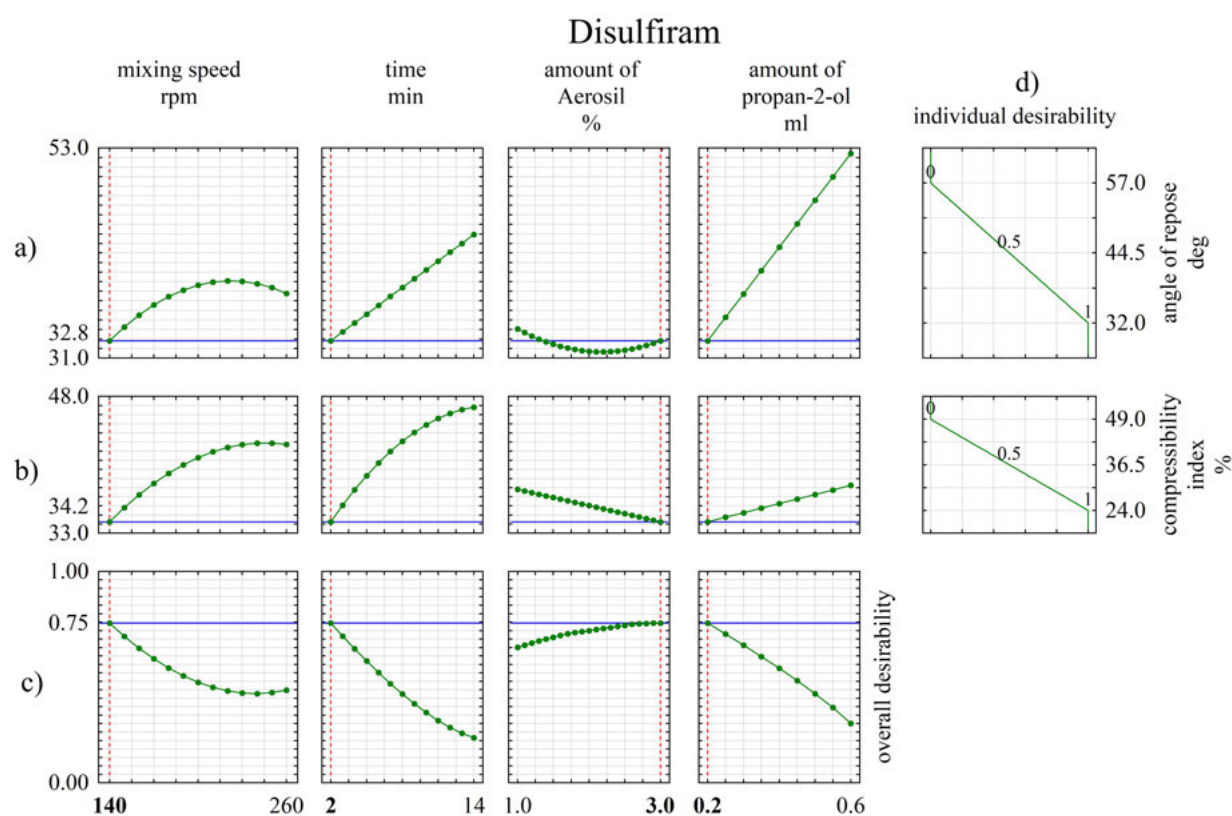 Disulfiram
mixing speed
rpm
time
min
amount of
Aerosil
%
amount of
propan-2-ol
ml
d)
individual desirability
a)
53.0
32.8
31.0
0
0.5
1
57.0
44.5
32.0
angle of repose
deg
b)
48.0
34.2
33.0
0
0.5
1
49.0
36.5
24.0
compressibility
index
%
c)
1.00
0.75
0.00
overall desirability
140
260
2
14
1.0
3.0
0.2
0.6